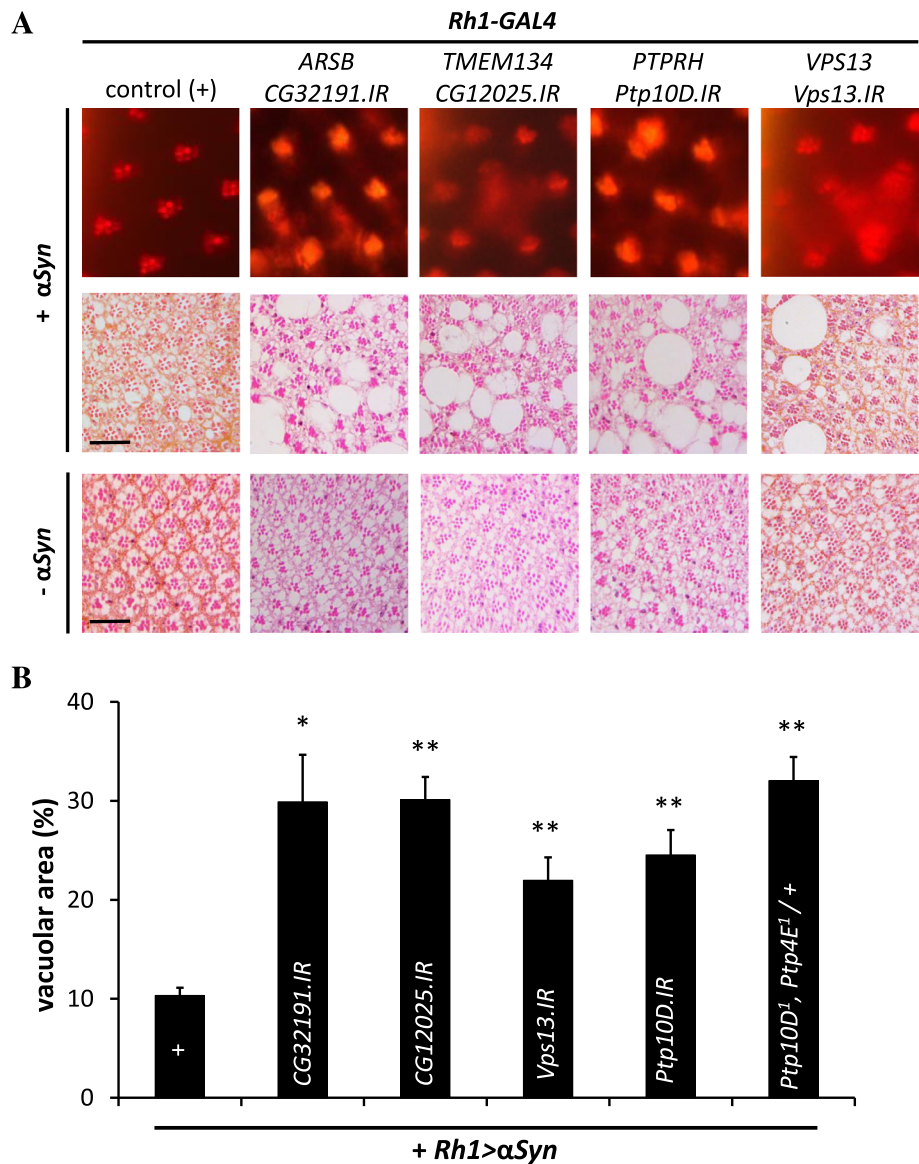 A
Rh1-GAL4
control (+)
ARSB
CG32191.IR
TMEM134
CG12025.IR
PTPRH
Ptp10D.IR
VPS13
Vps13.IR
+ αSyn
- αSyn
B
vacuolar area (%)
40
30
20
10
0
*
**
**
**
**
+
CG32191.IR
CG12025.IR
Vps13.IR
Ptp10D.IR
Ptp10D¹, Ptp4E¹ / +
+ Rh1>αSyn